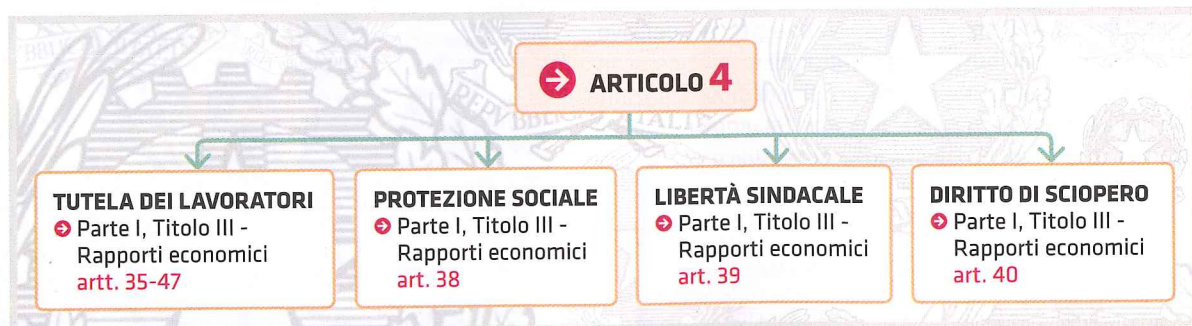 ARTICOLO 4
TUTELA DEI LAVORATORI
Parte I, Titolo III -
Rapporti economici
artt. 35-47
PROTEZIONE SOCIALE
Parte I, Titolo III -
Rapporti economici
art. 38
LIBERTÀ SINDACALE
Parte I, Titolo III -
Rapporti economici
art. 39
DIRITTO DI SCIOPERO
Parte I, Titolo III -
Rapporti economici
art. 40